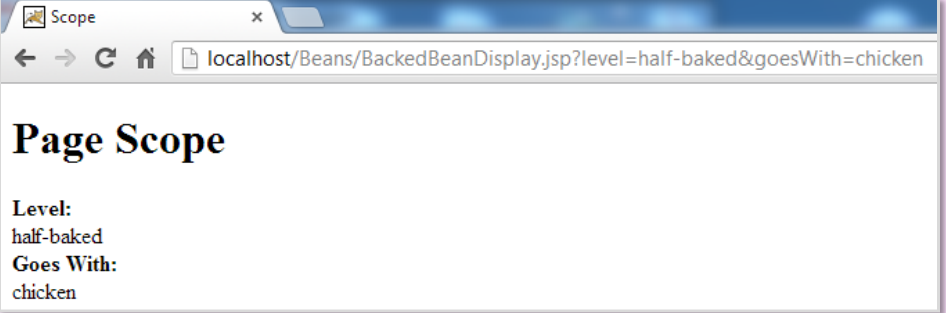 Scope
localhost/Beans/BackedBeanDisplay.jsp?level=half-baked&goesWith=chicken
Page Scope
Level:
half-baked
Goes With:
chicken